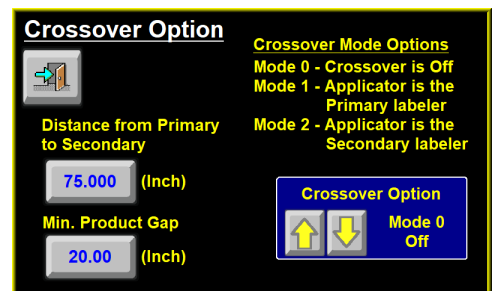 Crossover Option
Distance from Primary
to Secondary
75.000 (Inch)
Min. Product Gap
20.00 (Inch)
Crossover Mode Options
Mode 0 - Crossover is Off
Mode 1 - Applicator is the
Primary labeler
Mode 2 - Applicator is the
Secondary labeler
Crossover Option
Mode 0
Off